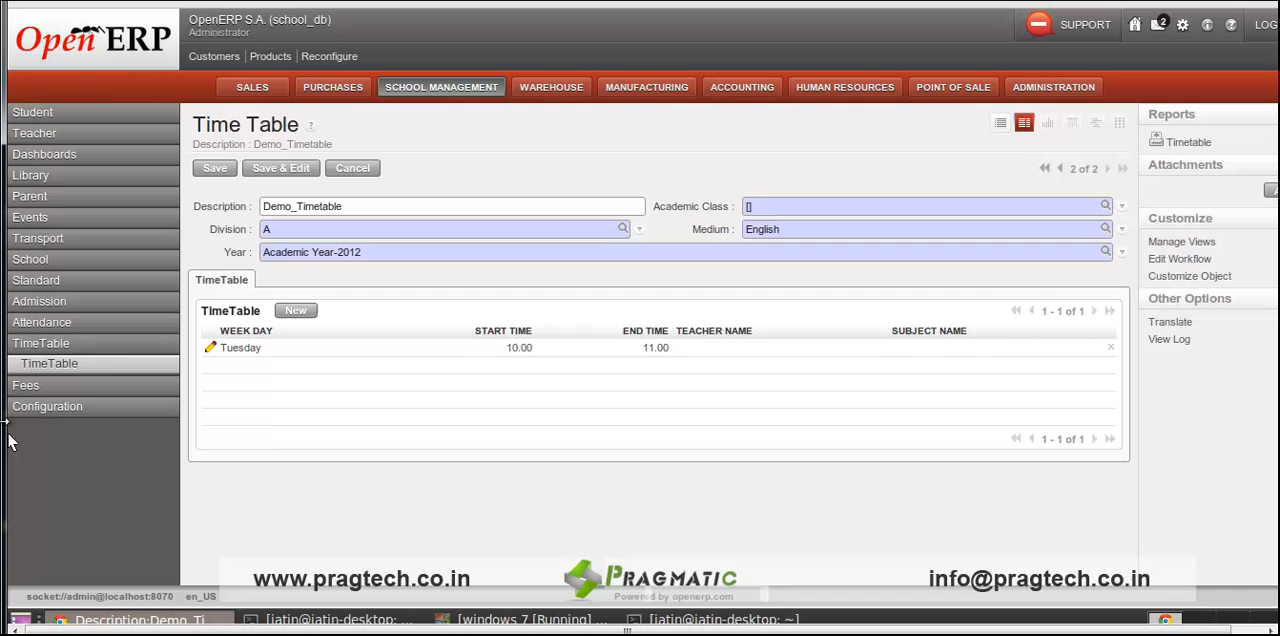 OpenERP S.A. (school_db)
Administrator
SUPPORT
2
LOG
Open ERP
Customers | Products | Reconfigure
SALES PURCHASES SCHOOL MANAGEMENT WAREHOUSE MANUFACTURING ACCOUNTING HUMAN RESOURCES POINT OF SALE ADMINISTRATION
Student
Teacher
Dashboards
Library
Parent
Events
Transport
School
Standard
Admission
Attendance
TimeTable
TimeTable
Fees
Configuration
Time Table ?
Description : Demo_Timetable
Save Save & Edit Cancel
2 of 2
Description : Demo_Timetable Academic Class : []
Division : A Medium : English
Year : Academic Year-2012
TimeTable
TimeTable New 1 - 1 of 1
WEEK DAY START TIME END TIME TEACHER NAME SUBJECT NAME
Tuesday 10.00 11.00
1 - 1 of 1
Reports
Timetable
Attachments
A
Customize
Manage Views
Edit Workflow
Customize Object
Other Options
Translate
View Log
www.pragtech.co.in
PRAGMATIC
info@pragtech.co.in
Powered by openerp.com
socket://admin@localhost:8070 en_US
Description:Demo_Ti... [jatin@jatin-desktop: ... [windows 7 [Running] ... [jatin@jatin-desktop: ~]